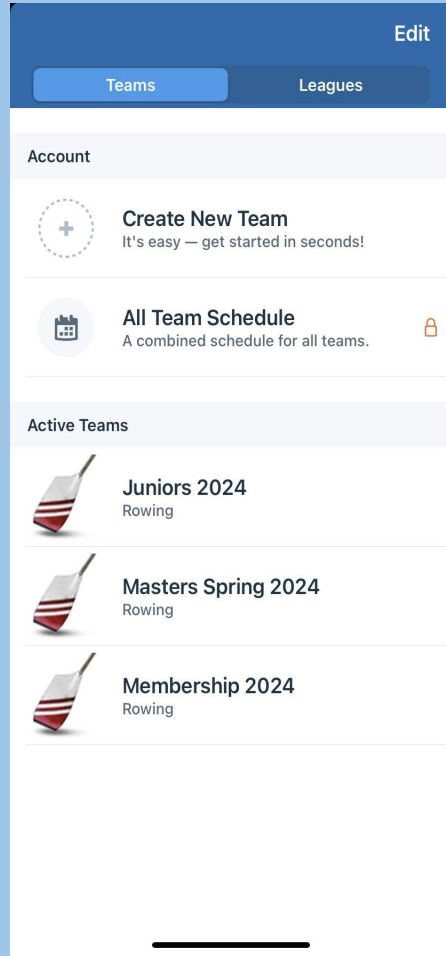 Edit
Teams
Leagues
Account
Create New Team
It's easy — get started in seconds!
All Team Schedule
A combined schedule for all teams.
Active Teams
Juniors 2024
Rowing
Masters Spring 2024
Rowing
Membership 2024
Rowing